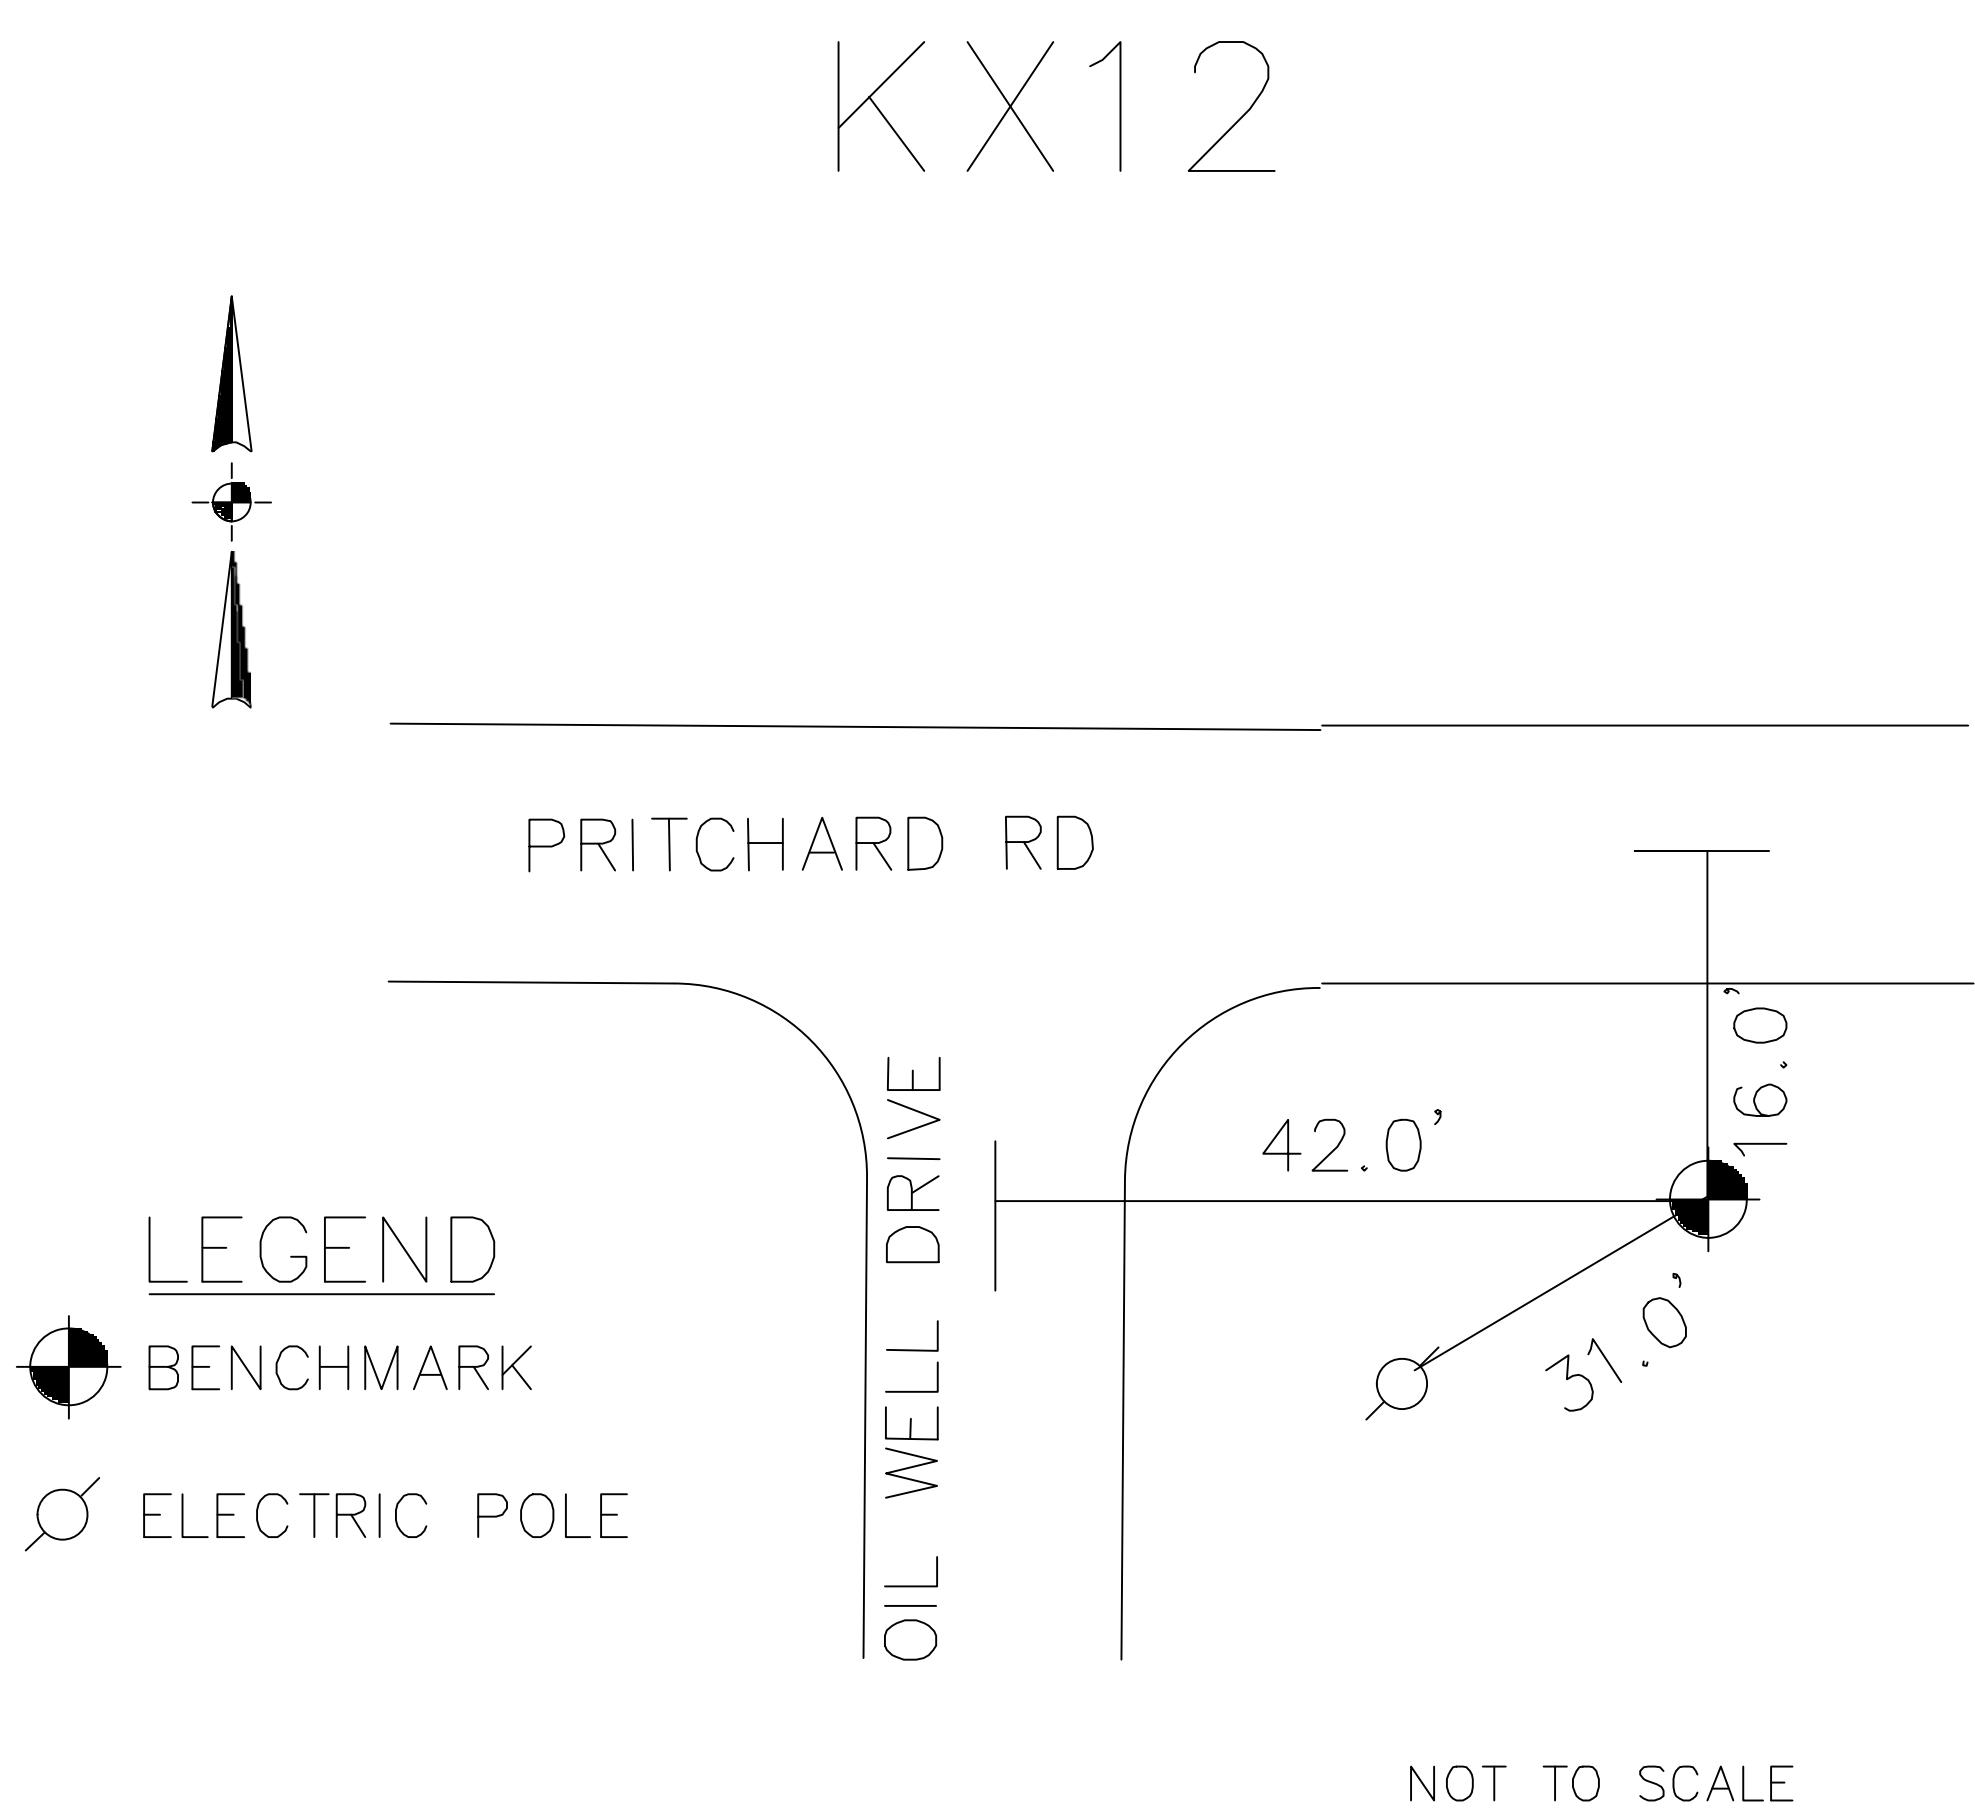 KX12
PRITCHARD RD
OIL WELL DRIVE
42.0'
16.0'
31.0'
LEGEND
BENCHMARK
ELECTRIC POLE
NOT TO SCALE